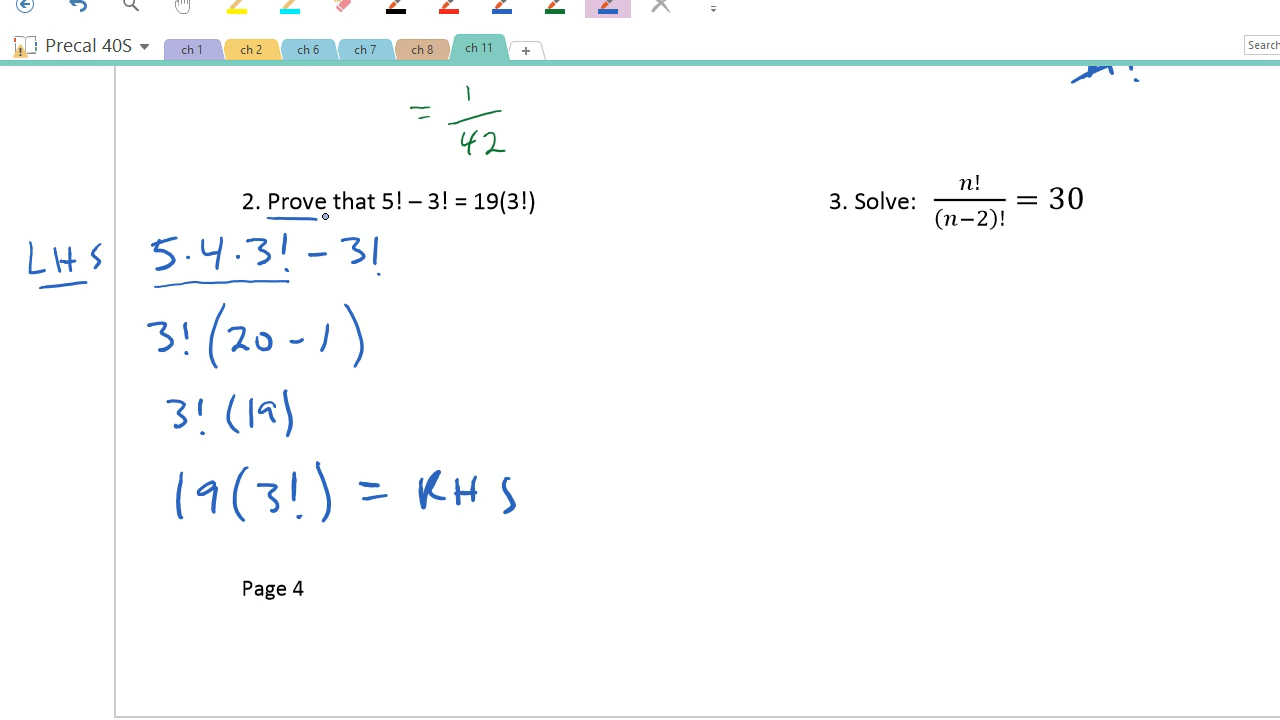 Precal 40S
ch 1
ch 2
ch 6
ch 7
ch 8
ch 11
+
Search
= 1/42
2. Prove that 5! – 3! = 19(3!)
LHS 5·4·3! – 3!
3! (20 – 1)
3! (19)
19(3!) = RHS
Page 4
3. Solve: n!/(n−2)! = 30